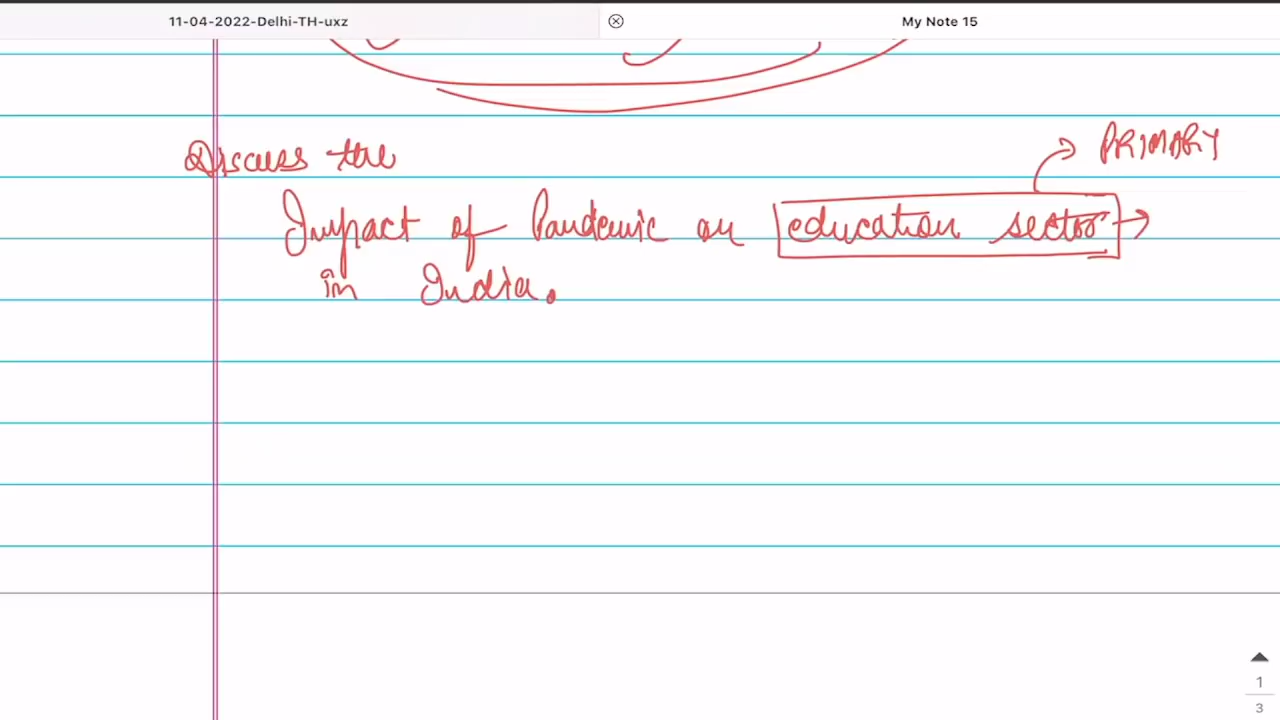 11-04-2022-Delhi-TH-uxz
My Note 15
Discuss the
PRIMARY
Impact of Pandemic on education sector
in India.
1
3